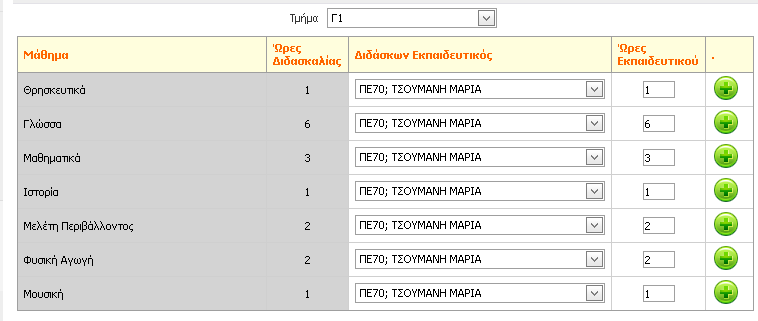 Τμήμα Γ1
Μάθημα Ώρες Διδασκαλίας Διδάσκων Εκπαιδευτικός Ώρες Εκπαιδευτικού .
Θρησκευτικά 1 ΠΕ70; ΤΣΟΥΜΑΝΗ ΜΑΡΙΑ 1
Γλώσσα 6 ΠΕ70; ΤΣΟΥΜΑΝΗ ΜΑΡΙΑ 6
Μαθηματικά 3 ΠΕ70; ΤΣΟΥΜΑΝΗ ΜΑΡΙΑ 3
Ιστορία 1 ΠΕ70; ΤΣΟΥΜΑΝΗ ΜΑΡΙΑ 1
Μελέτη Περιβάλλοντος 2 ΠΕ70; ΤΣΟΥΜΑΝΗ ΜΑΡΙΑ 2
Φυσική Αγωγή 2 ΠΕ70; ΤΣΟΥΜΑΝΗ ΜΑΡΙΑ 2
Μουσική 1 ΠΕ70; ΤΣΟΥΜΑΝΗ ΜΑΡΙΑ 1